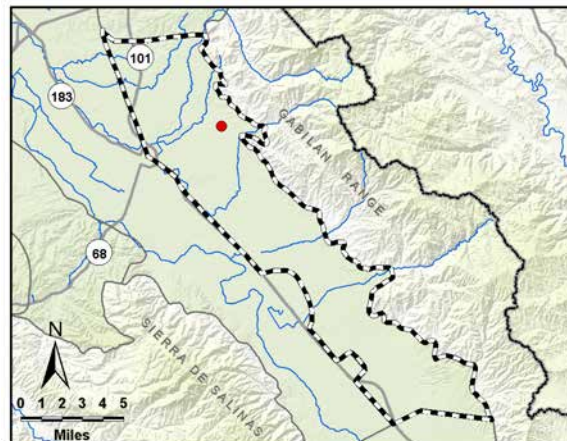 101
183
GABILAN RANGE
68
SIERRA DE SALINAS
N
0 1 2 3 4 5
Miles